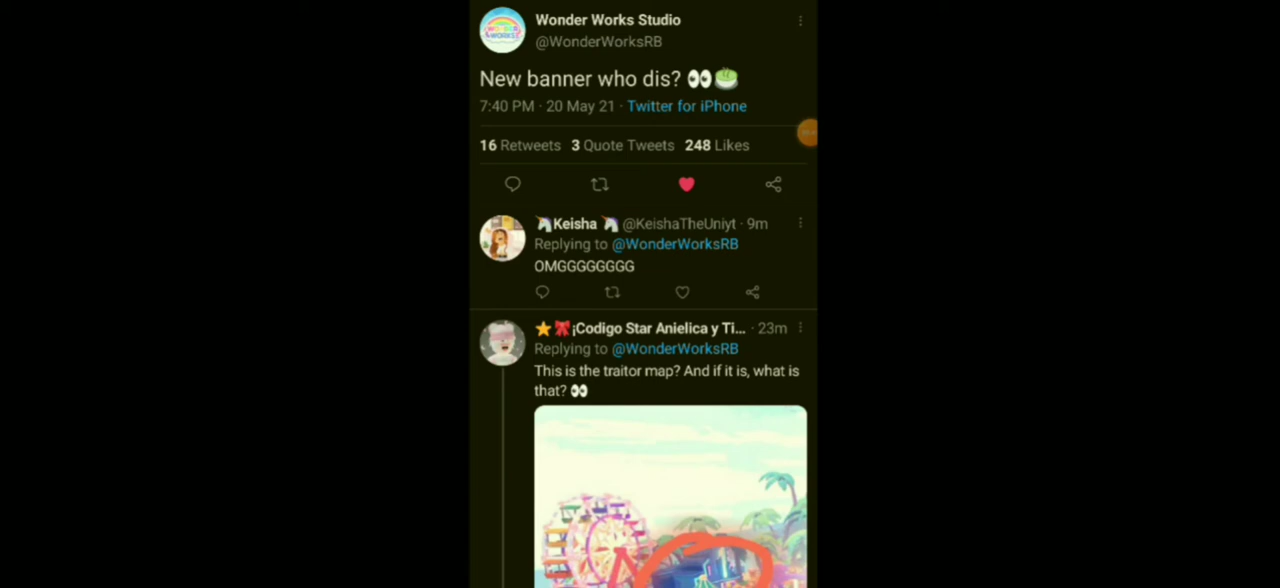 Wonder Works Studio
@WonderWorksRB
New banner who dis? 👀🍵
7:40 PM · 20 May 21 · Twitter for iPhone
16 Retweets 3 Quote Tweets 248 Likes
🦄Keisha 🦄 @KeishaTheUniyt · 9m
Replying to @WonderWorksRB
OMGGGGGGGG
⭐🎀¡Codigo Star Anielica y Ti... · 23m
Replying to @WonderWorksRB
This is the traitor map? And if it is, what is
that? 👀